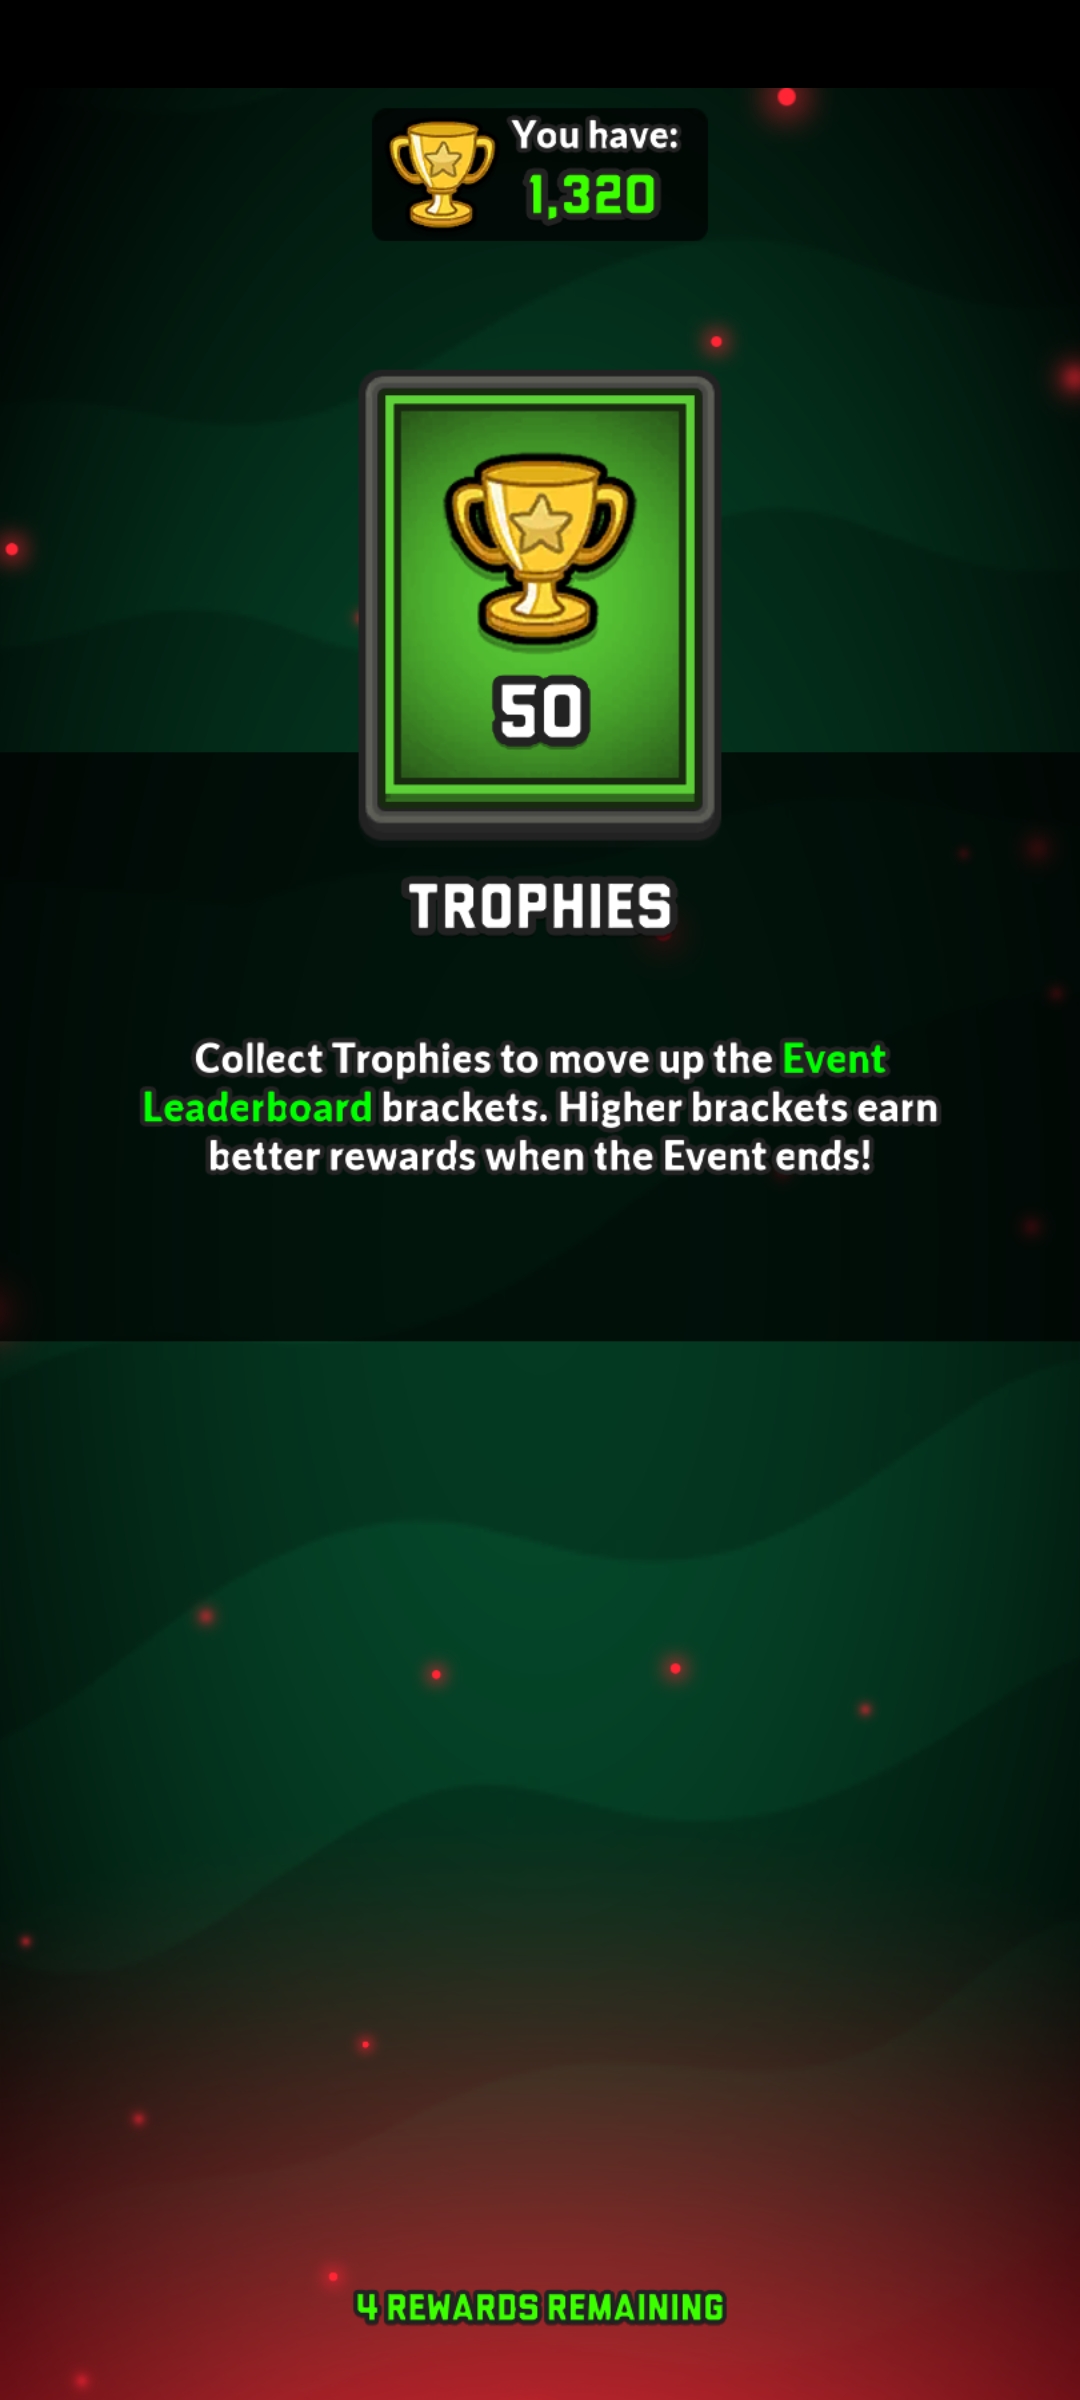 You have:
1,320
50
TROPHIES
Collect Trophies to move up the Event
Leaderboard brackets. Higher brackets earn
better rewards when the Event ends!
4 REWARDS REMAINING